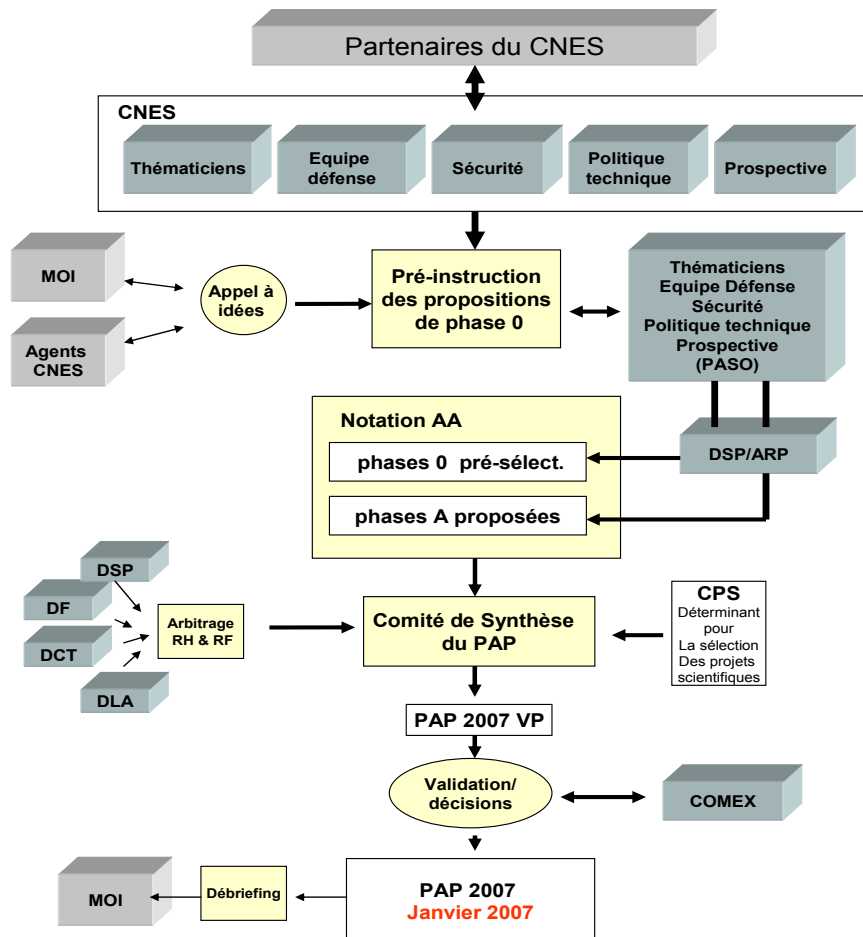 Partenaires du CNES
CNES
Thématiciens
Equipe
défense
Sécurité
Politique
technique
Prospective
MOI
Agents
CNES
Appel à
idées
Pré-instruction
des propositions
de phase 0
Thématiciens
Equipe Défense
Sécurité
Politique technique
Prospective
(PASO)
Notation AA
phases 0 pré-sélect.
phases A proposées
DSP/ARP
DSP
DF
DCT
DLA
Arbitrage
RH & RF
Comité de Synthèse
du PAP
CPS
Déterminant
pour
La sélection
Des projets
scientifiques
PAP 2007 VP
Validation/
décisions
COMEX
MOI
Débriefing
PAP 2007
Janvier 2007